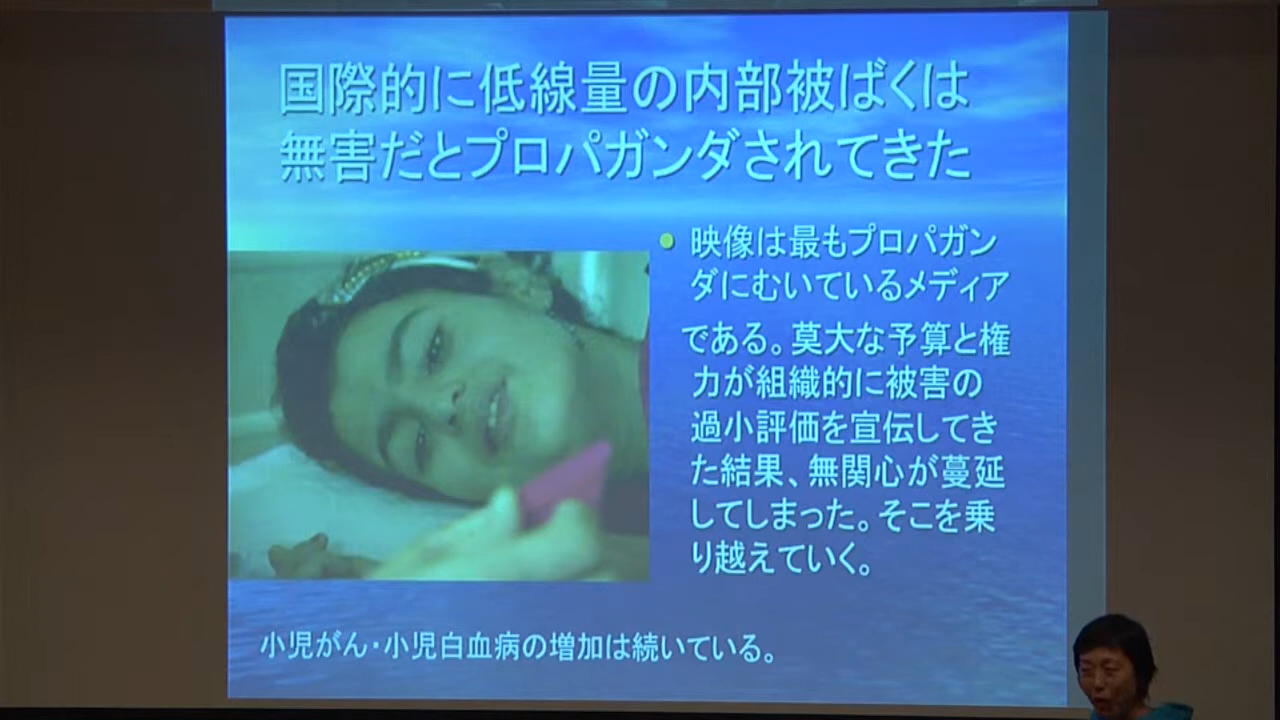 国際的に低線量の内部被ばくは
無害だとプロパガンダされてきた
映像は最もプロパガン
ダにむいているメディア
である。莫大な予算と権
力が組織的に被害の
過小評価を宣伝してき
た結果、無関心が蔓延
してしまった。そこを乗
り越えていく。
小児がん・小児白血病の増加は続いている。